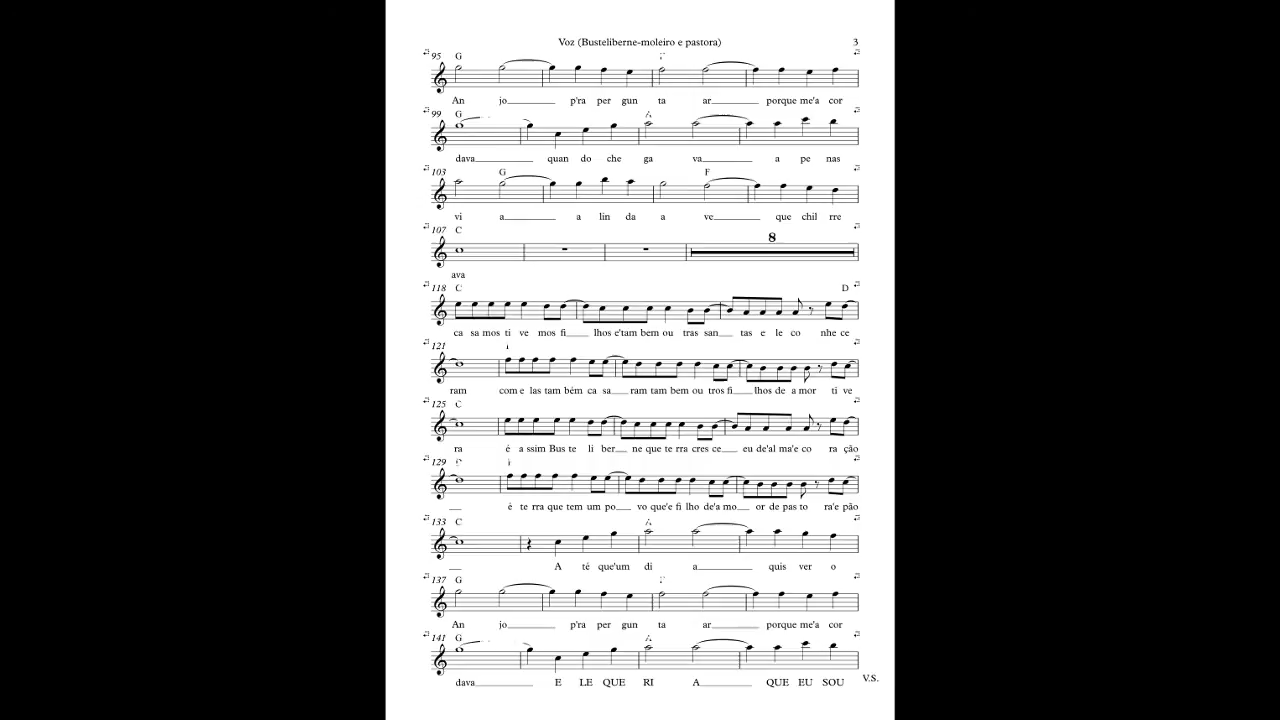 Voz (Busteliberne-moleiro e pastora) 3
95 G
An jo p'ra per gun ta ar porque me'a cor
99 G
dava quan do che ga va a pe nas
103 G F
vi a a lin da a ve que chil rre
107 C 8
ava
118 C D
ca sa mos ti ve mos fi lhos e'tam bem ou tras san tas e le co nhe ce
121
ram com e las tam bém ca sa ram tam bem ou tros fi lhos de a mor ti ve
125 C
ra é a ssim Bus te li ber ne que te rra cres ce eu de'al ma'e co ra ção
129
é te rra que tem um po vo que'e fi lho de'a mo or de pas to ra'e pão
133 C
A té que'um di a quis ver o
137 G
An jo p'ra per gun ta ar porque me'a cor
141 G
dava E LE QUE RI A QUE EU SOU
V.S.